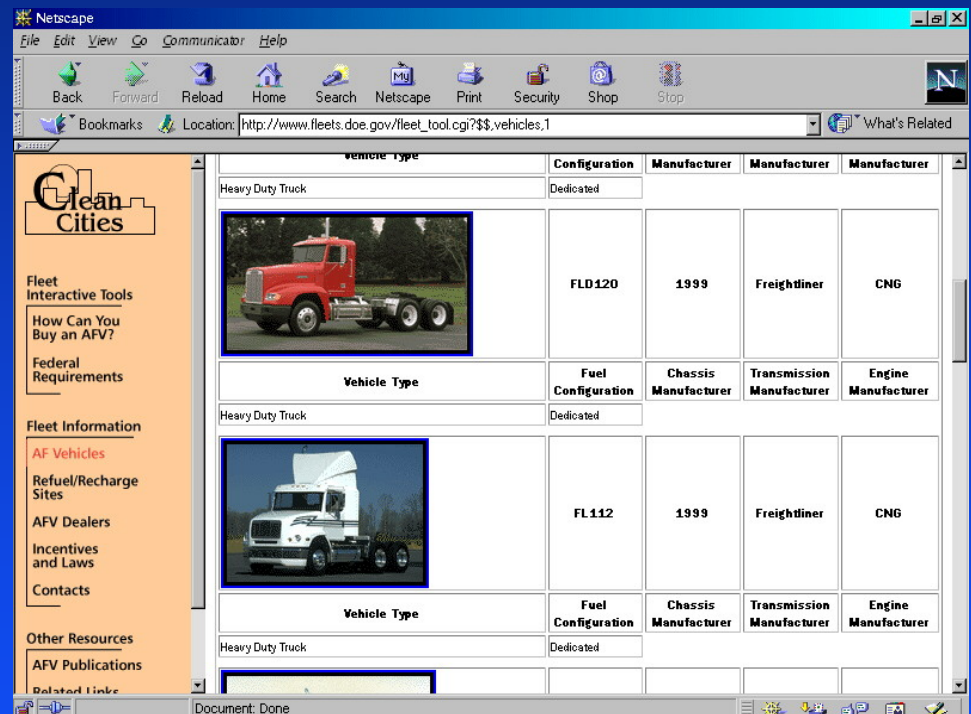 Netscape
File Edit View Go Communicator Help
Back Forward Reload Home Search Netscape Print Security Shop Stop
My
N
Bookmarks Location: http://www.fleets.doe.gov/fleet_tool.cgi?$$,vehicles,1 What's Related
Clean
Cities
Fleet
Interactive Tools
How Can You
Buy an AFV?
Federal
Requirements
Fleet Information
AF Vehicles
Refuel/Recharge
Sites
AFV Dealers
Incentives
and Laws
Contacts
Other Resources
AFV Publications
Related Links
Vehicle Type Configuration Manufacturer Manufacturer Manufacturer
Heavy Duty Truck Dedicated
FLD120 1999 Freightliner CNG
Vehicle Type Fuel Configuration Chassis Manufacturer Transmission Manufacturer Engine Manufacturer
Heavy Duty Truck Dedicated
FL112 1999 Freightliner CNG
Vehicle Type Fuel Configuration Chassis Manufacturer Transmission Manufacturer Engine Manufacturer
Heavy Duty Truck Dedicated
Document: Done